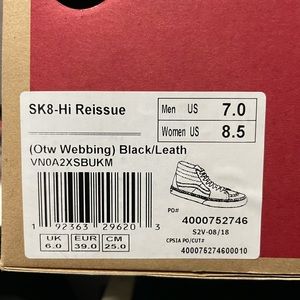 SK8-Hi Reissue
Men US 7.0
Women US 8.5
(Otw Webbing) Black/Leath
VN0A2XSBUKM
1 92363 29620 3
PO# 4000752746
S2V-08/18
UK 6.0
EUR 39.0
CM 25.0
CPSIA PO/CUT#
400075274600010